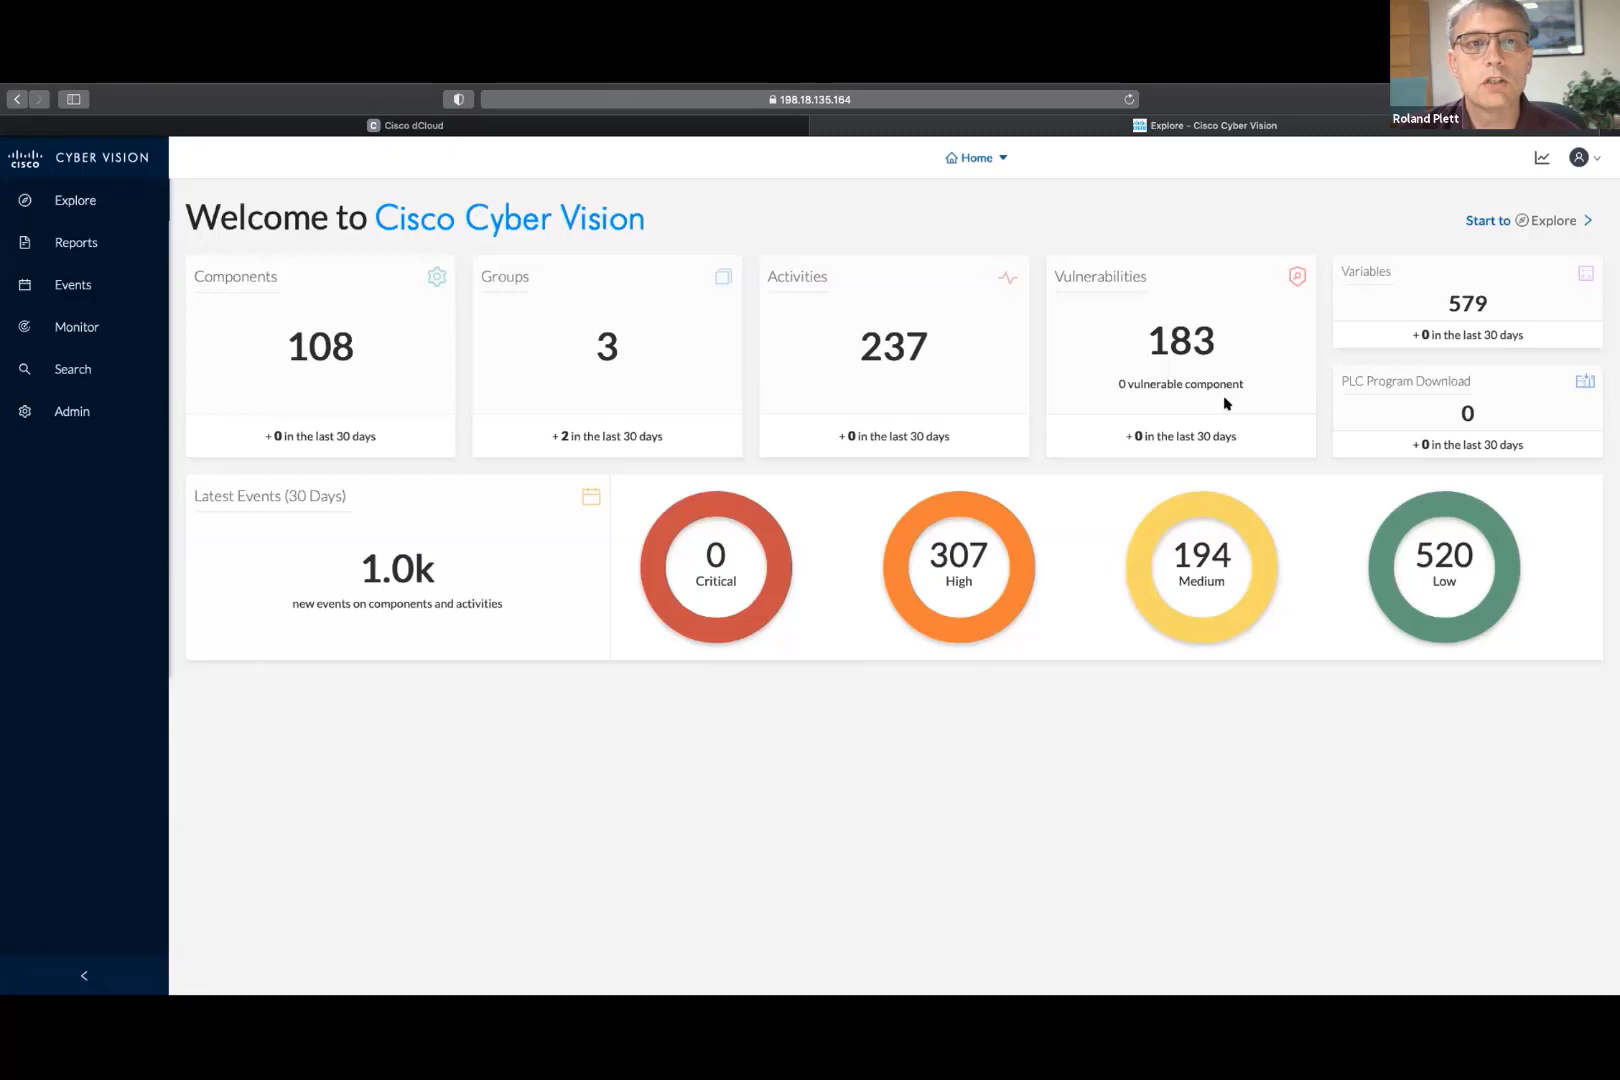 198.18.135.164
Cisco dCloud
Explore - Cisco Cyber Vision
Roland Plett
cisco
CYBER VISION
Home
Explore
Reports
Events
Monitor
Search
Admin
Welcome to Cisco Cyber Vision
Start to Explore
Components
108
+ 0 in the last 30 days
Groups
3
+ 2 in the last 30 days
Activities
237
+ 0 in the last 30 days
Vulnerabilities
183
0 vulnerable component
+ 0 in the last 30 days
Variables
579
+ 0 in the last 30 days
PLC Program Download
0
+ 0 in the last 30 days
Latest Events (30 Days)
1.0k
new events on components and activities
0
Critical
307
High
194
Medium
520
Low